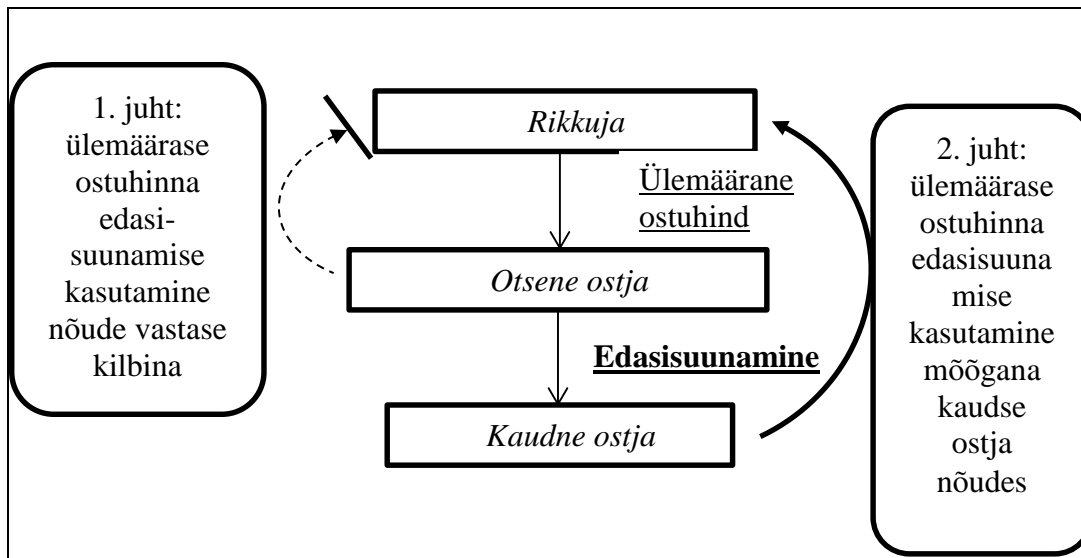 1. juht:
ülemäärase
ostuhinna
edasi-
suunamise
kasutamine
nõude vastase
kilbina
Rikkuja
Ülemäärane
ostuhind
Otsene ostja
Edasisuunamine
Kaudne ostja
2. juht:
ülemäärase
ostuhinna
edasisuuna
mise
kasutamine
mõõgana
kaudse
ostja
nõudes